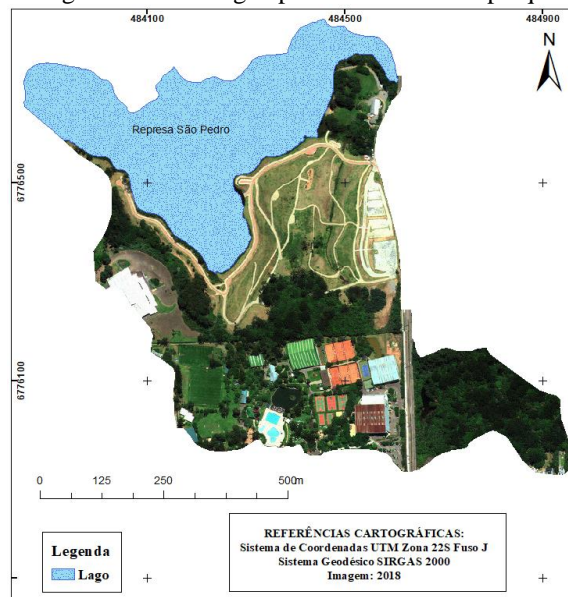 484100 484500 484900
N
Represa São Pedro
6776500
6776100
0 125 250 500m
Legenda
Lago
REFERÊNCIAS CARTOGRÁFICAS:
Sistema de Coordenadas UTM Zona 22S Fuso J
Sistema Geodésico SIRGAS 2000
Imagem: 2018